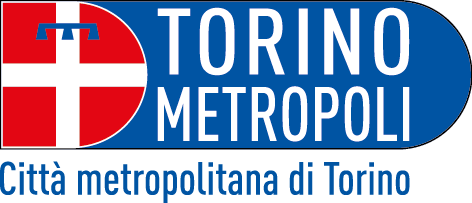 TORINO
METROPOLI
Città metropolitana di Torino